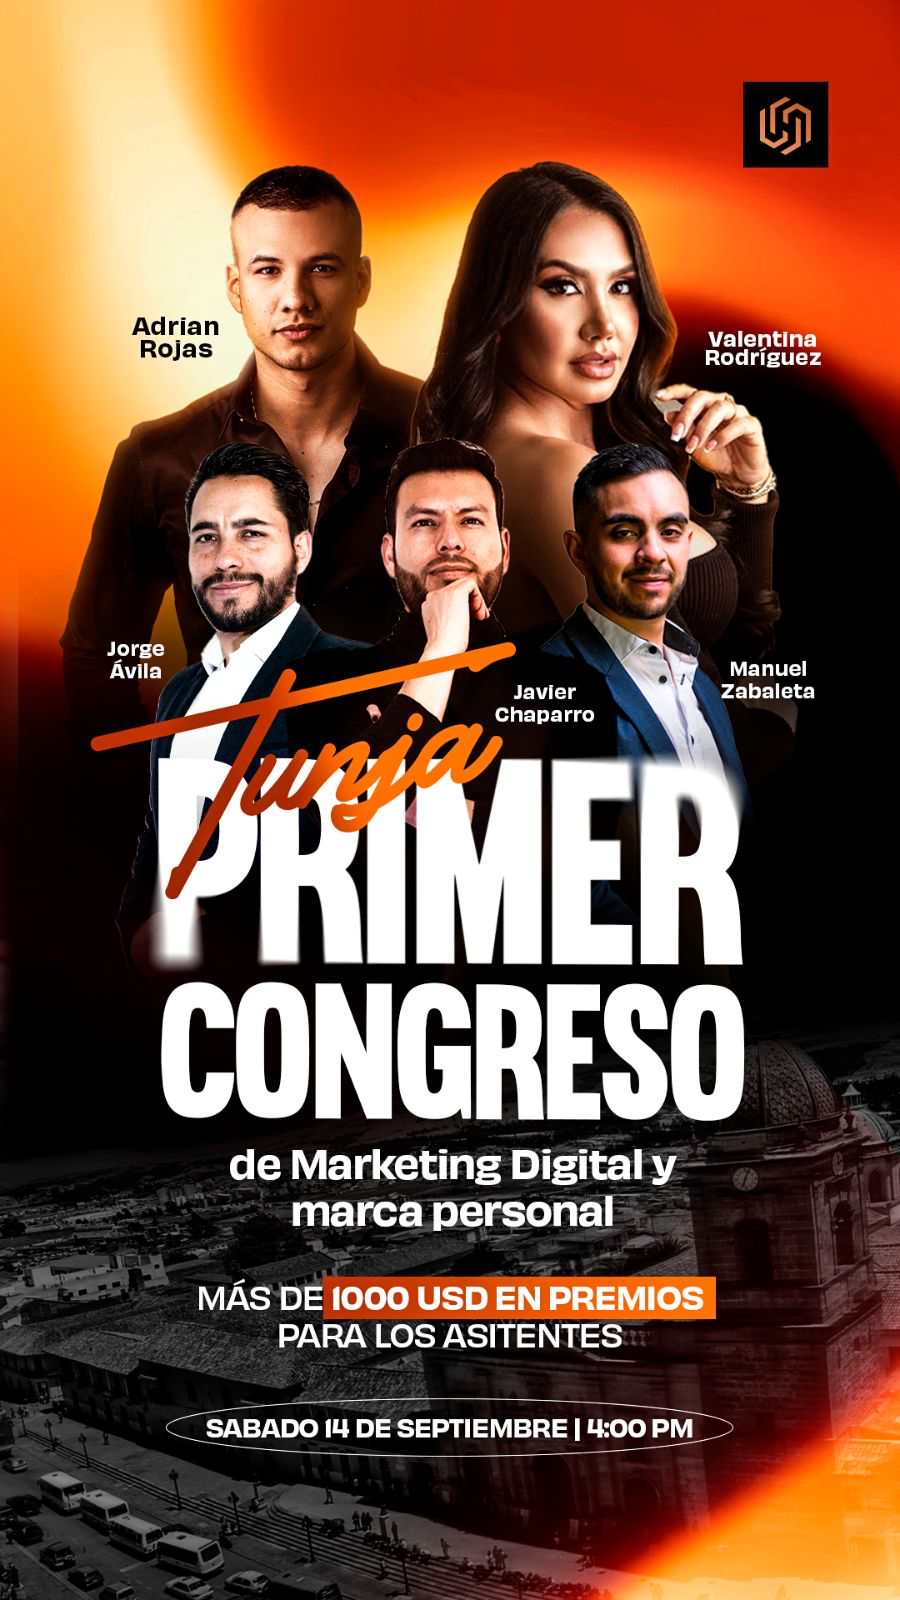 Adrian
Rojas
Valentina
Rodríguez
Jorge
Ávila
Javier
Chaparro
Manuel
Zabaleta
Tunja
PRIMER
CONGRESO
de Marketing Digital y
marca personal
MÁS DE 1000 USD EN PREMIOS
PARA LOS ASITENTES
SABADO 14 DE SEPTIEMBRE | 4:00 PM